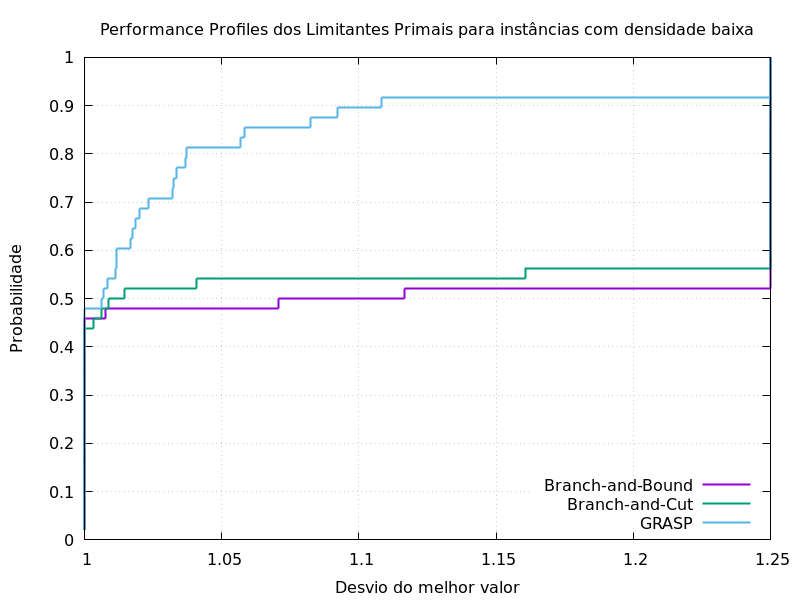 Performance Profiles dos Limitantes Primais para instâncias com densidade baixa
1
0.9
0.8
0.7
0.6
0.5
0.4
0.3
0.2
0.1
0
Probabilidade
Branch-and-Bound
Branch-and-Cut
GRASP
1 1.05 1.1 1.15 1.2 1.25
Desvio do melhor valor